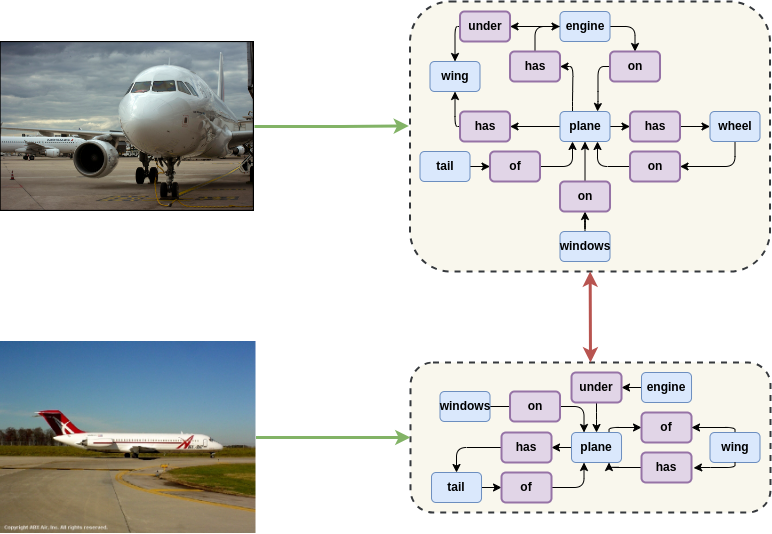 under
engine
has
on
wing
has
plane
has
wheel
tail
of
on
on
windows
under
engine
windows
on
of
has
plane
wing
has
tail
of
Copyright ABX Air, Inc. All rights reserved.